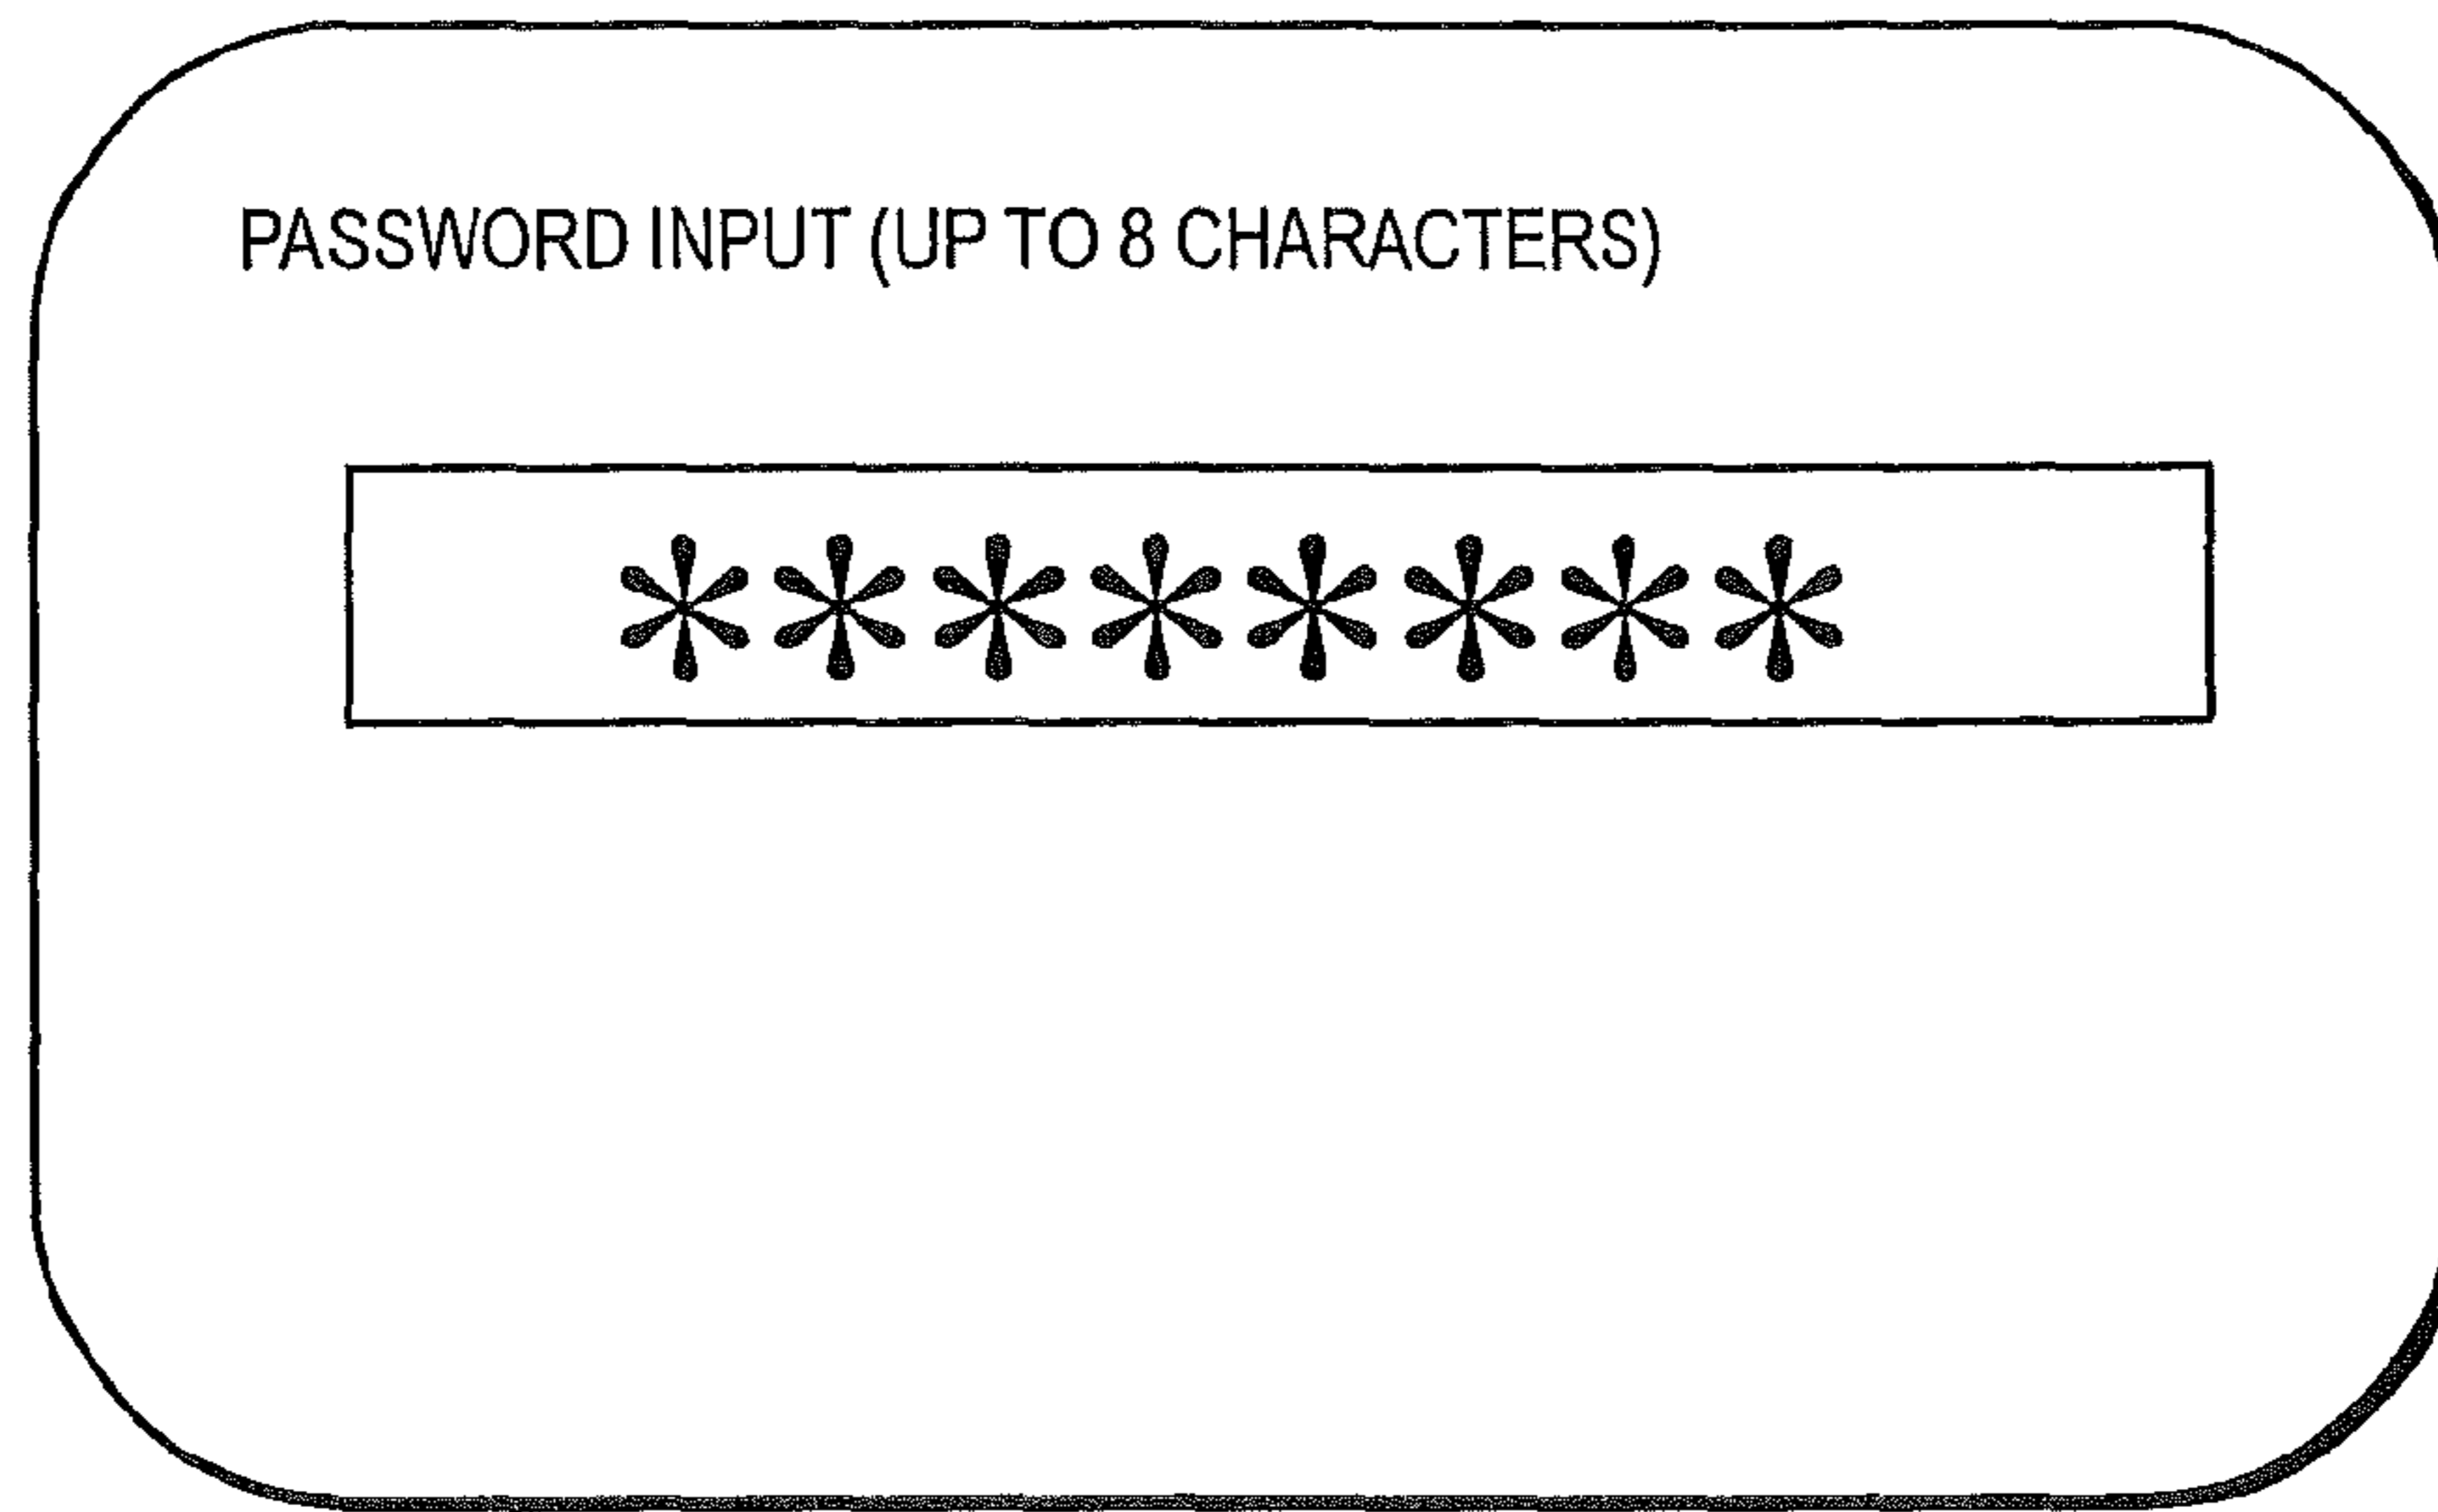 PASSWORD INPUT (UP TO 8 CHARACTERS)
********